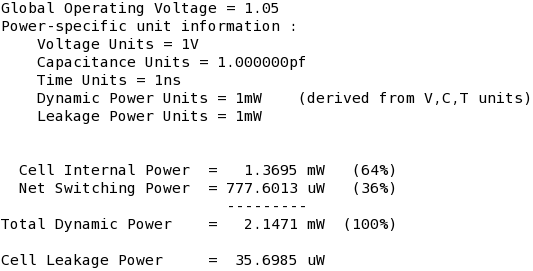 Global Operating Voltage = 1.05
Power-specific unit information :
    Voltage Units = 1V
    Capacitance Units = 1.000000pf
    Time Units = 1ns
    Dynamic Power Units = 1mW    (derived from V,C,T units)
    Leakage Power Units = 1mW
  Cell Internal Power  =   1.3695 mW   (64%)
  Net Switching Power  = 777.6013 uW   (36%)
                         ---------
Total Dynamic Power    =   2.1471 mW  (100%)
Cell Leakage Power     =  35.6985 uW